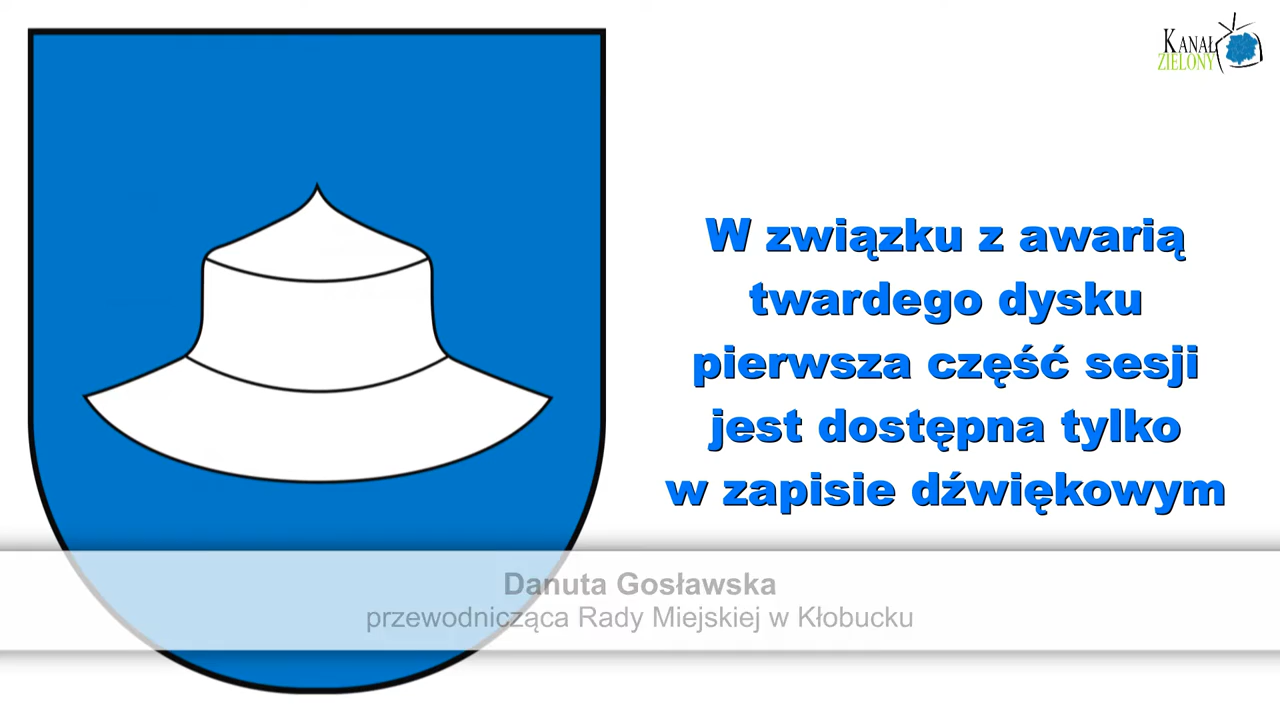 KANAŁ
ZIELONY
W związku z awarią
twardego dysku
pierwsza część sesji
jest dostępna tylko
w zapisie dźwiękowym
Danuta Gosławska
przewodnicząca Rady Miejskiej w Kłobucku